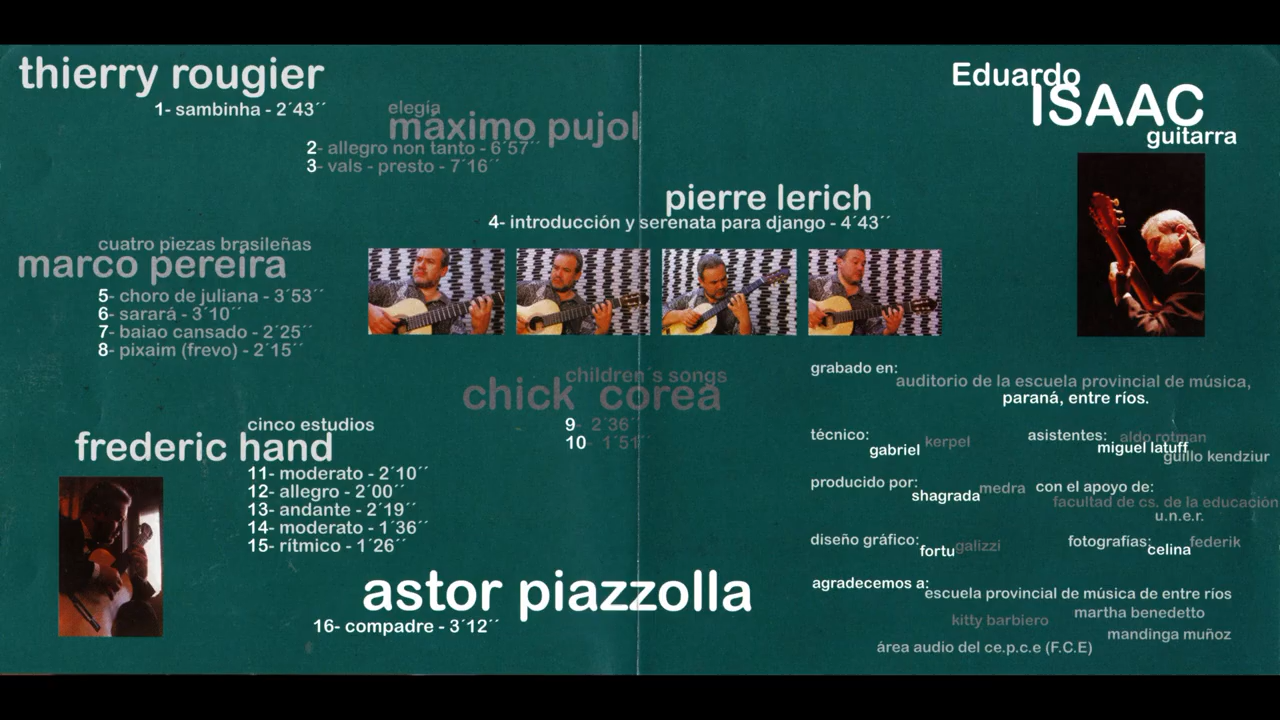 thierry rougier
1- sambinha - 2´43´´
elegía
máximo pujol
2- allegro non tanto - 6´57´´
3- vals - presto - 7´16´´
pierre lerich
4- introducción y serenata para django - 4´43´´
cuatro piezas brasileñas
marco pereira
5- choro de juliana - 3´53´´
6- sarará - 3´10´´
7- baiao cansado - 2´25´´
8- pixaim (frevo) - 2´15´´
children´s songs
chick corea
9- 2´36´´
10- 1´51´´
cinco estudios
frederic hand
11- moderato - 2´10´´
12- allegro - 2´00´´
13- andante - 2´19´´
14- moderato - 1´36´´
15- rítmico - 1´26´´
astor piazzolla
16- compadre - 3´12´´
Eduardo
ISAAC
guitarra
grabado en:
auditorio de la escuela provincial de música,
paraná, entre ríos.
técnico:
gabriel kerpel
asistentes: aldo rotman
miguel latuff
guillo kendziur
producido por:
shagrada medra
con el apoyo de:
facultad de cs. de la educación
u.n.e.r.
diseño gráfico:
fortu galizzi
fotografías:
celina federik
agradecemos a:
escuela provincial de música de entre ríos
martha benedetto
kitty barbiero
mandinga muñoz
área audio del ce.p.c.e (F.C.E)